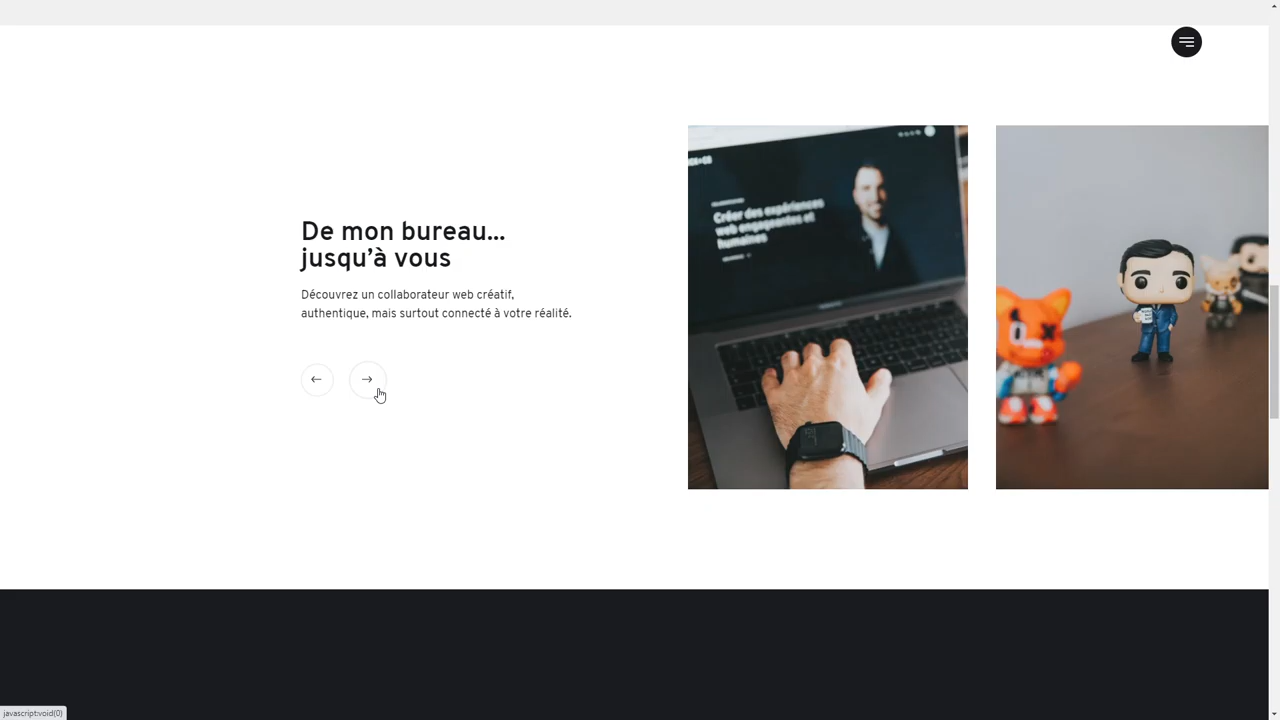 De mon bureau...
jusqu’à vous
Découvrez un collaborateur web créatif,
authentique, mais surtout connecté à votre réalité.
Créer des expériences
web engageantes et
humaines
javascript:void(0)